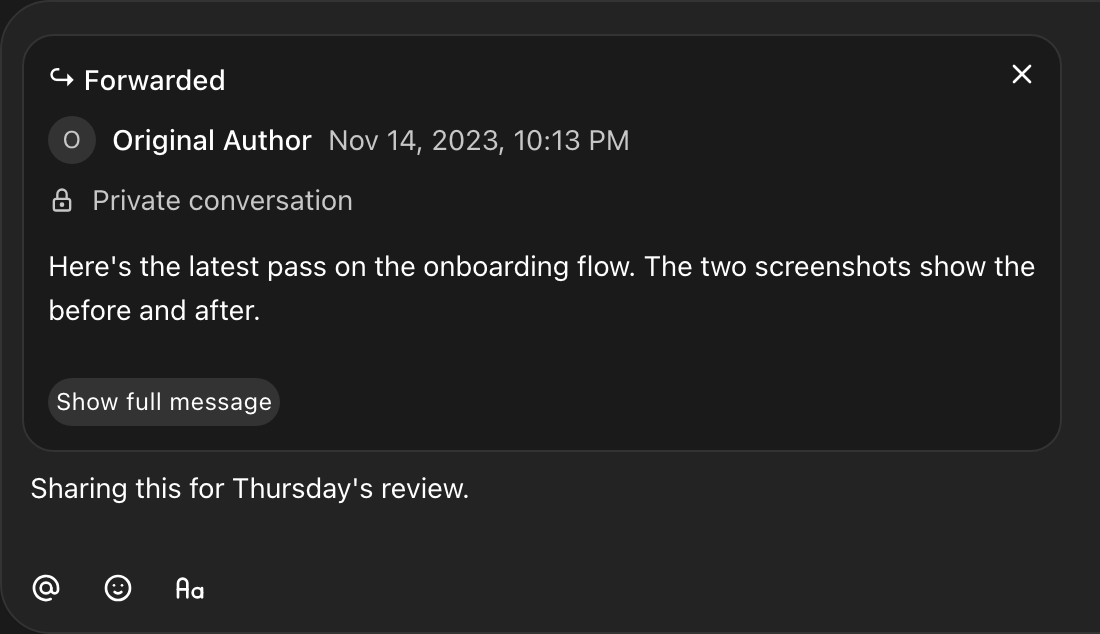 Forwarded
O Original Author Nov 14, 2023, 10:13 PM
Private conversation
Here's the latest pass on the onboarding flow. The two screenshots show the
before and after.
Show full message
Sharing this for Thursday's review.
@ Aa